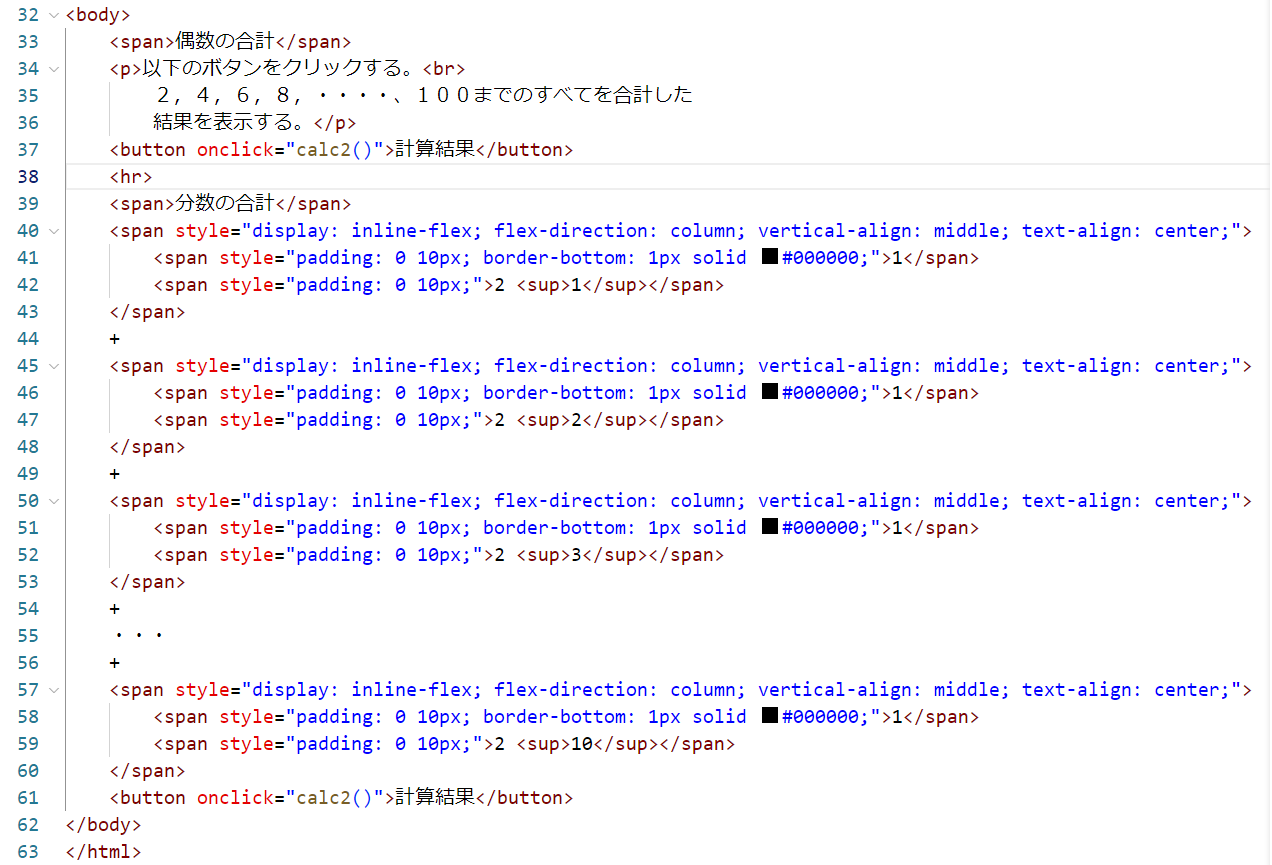 32 <body>
33     <span>偶数の合計</span>
34     <p>以下のボタンをクリックする。<br>
35         ２，４，６，８，・・・・、１００までのすべてを合計した
36         結果を表示する。</p>
37     <button onclick="calc2()">計算結果</button>
38     <hr>
39     <span>分数の合計</span>
40     <span style="display: inline-flex; flex-direction: column; vertical-align: middle; text-align: center;">
41         <span style="padding: 0 10px; border-bottom: 1px solid #000000;">1</span>
42         <span style="padding: 0 10px;">2 <sup>1</sup></span>
43     </span>
44     +
45     <span style="display: inline-flex; flex-direction: column; vertical-align: middle; text-align: center;">
46         <span style="padding: 0 10px; border-bottom: 1px solid #000000;">1</span>
47         <span style="padding: 0 10px;">2 <sup>2</sup></span>
48     </span>
49     +
50     <span style="display: inline-flex; flex-direction: column; vertical-align: middle; text-align: center;">
51         <span style="padding: 0 10px; border-bottom: 1px solid #000000;">1</span>
52         <span style="padding: 0 10px;">2 <sup>3</sup></span>
53     </span>
54     +
55     ・・・
56     +
57     <span style="display: inline-flex; flex-direction: column; vertical-align: middle; text-align: center;">
58         <span style="padding: 0 10px; border-bottom: 1px solid #000000;">1</span>
59         <span style="padding: 0 10px;">2 <sup>10</sup></span>
60     </span>
61     <button onclick="calc2()">計算結果</button>
62 </body>
63 </html>